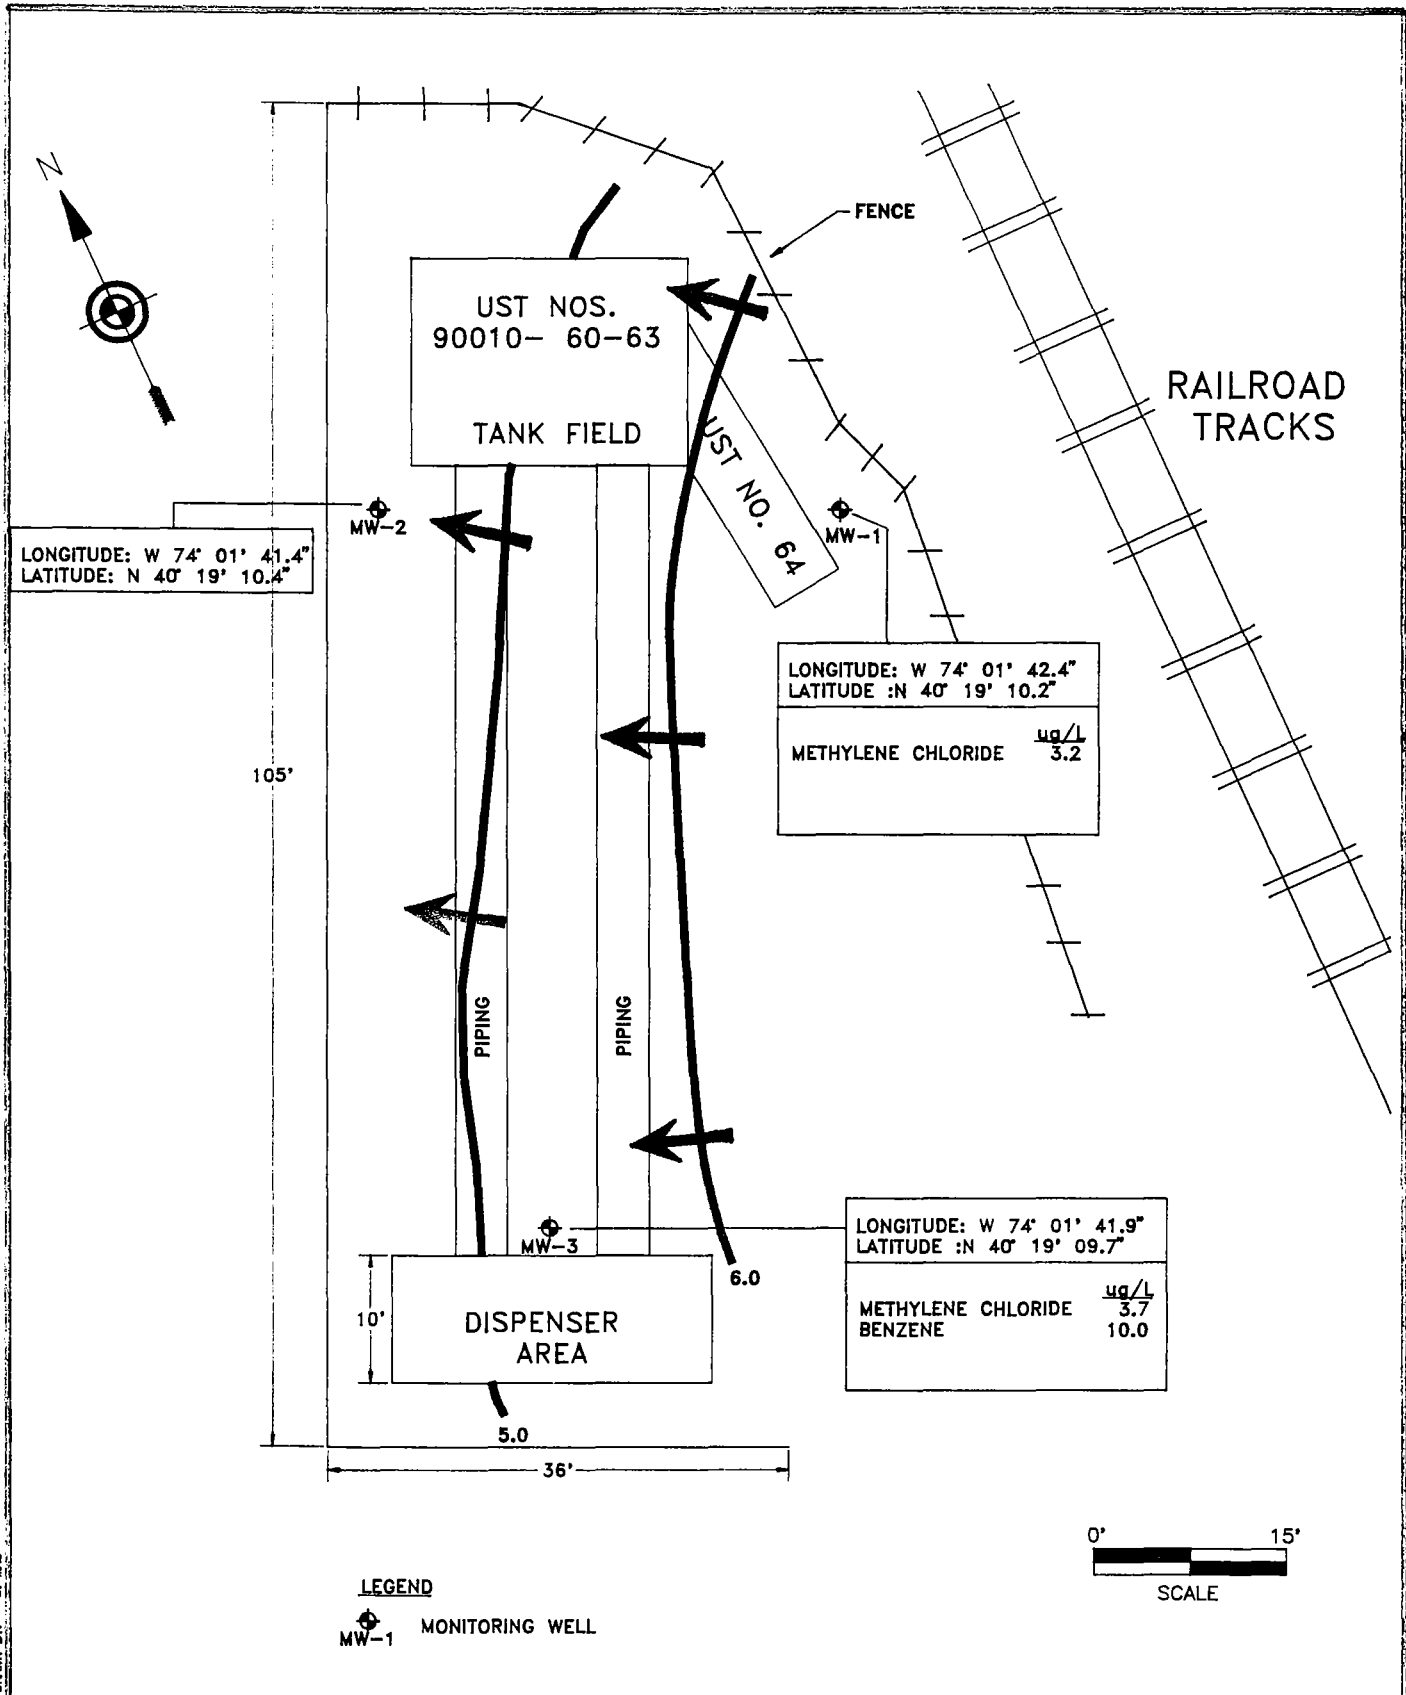 N
FENCE
UST NOS.
90010- 60-63
TANK FIELD
RAILROAD
TRACKS
UST NO. 64
MW-2
MW-1
LONGITUDE: W 74° 01' 41.4"
LATITUDE: N 40° 19' 10.4"
LONGITUDE: W 74° 01' 42.4"
LATITUDE :N 40° 19' 10.2"
ug/L
METHYLENE CHLORIDE 3.2
105'
PIPING
PIPING
MW-3
LONGITUDE: W 74° 01' 41.9"
LATITUDE :N 40° 19' 09.7"
ug/L
METHYLENE CHLORIDE 3.7
BENZENE 10.0
6.0
10'
DISPENSER
AREA
5.0
36'
0' 15'
SCALE
LEGEND
MW-1 MONITORING WELL